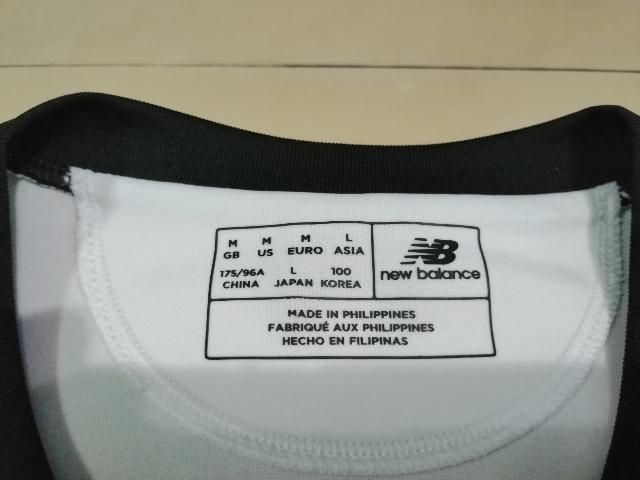 M M M L
GB US EURO ASIA
175/96A L 100
CHINA JAPAN KOREA
NB
new balance
MADE IN PHILIPPINES
FABRIQUÉ AUX PHILIPPINES
HECHO EN FILIPINAS